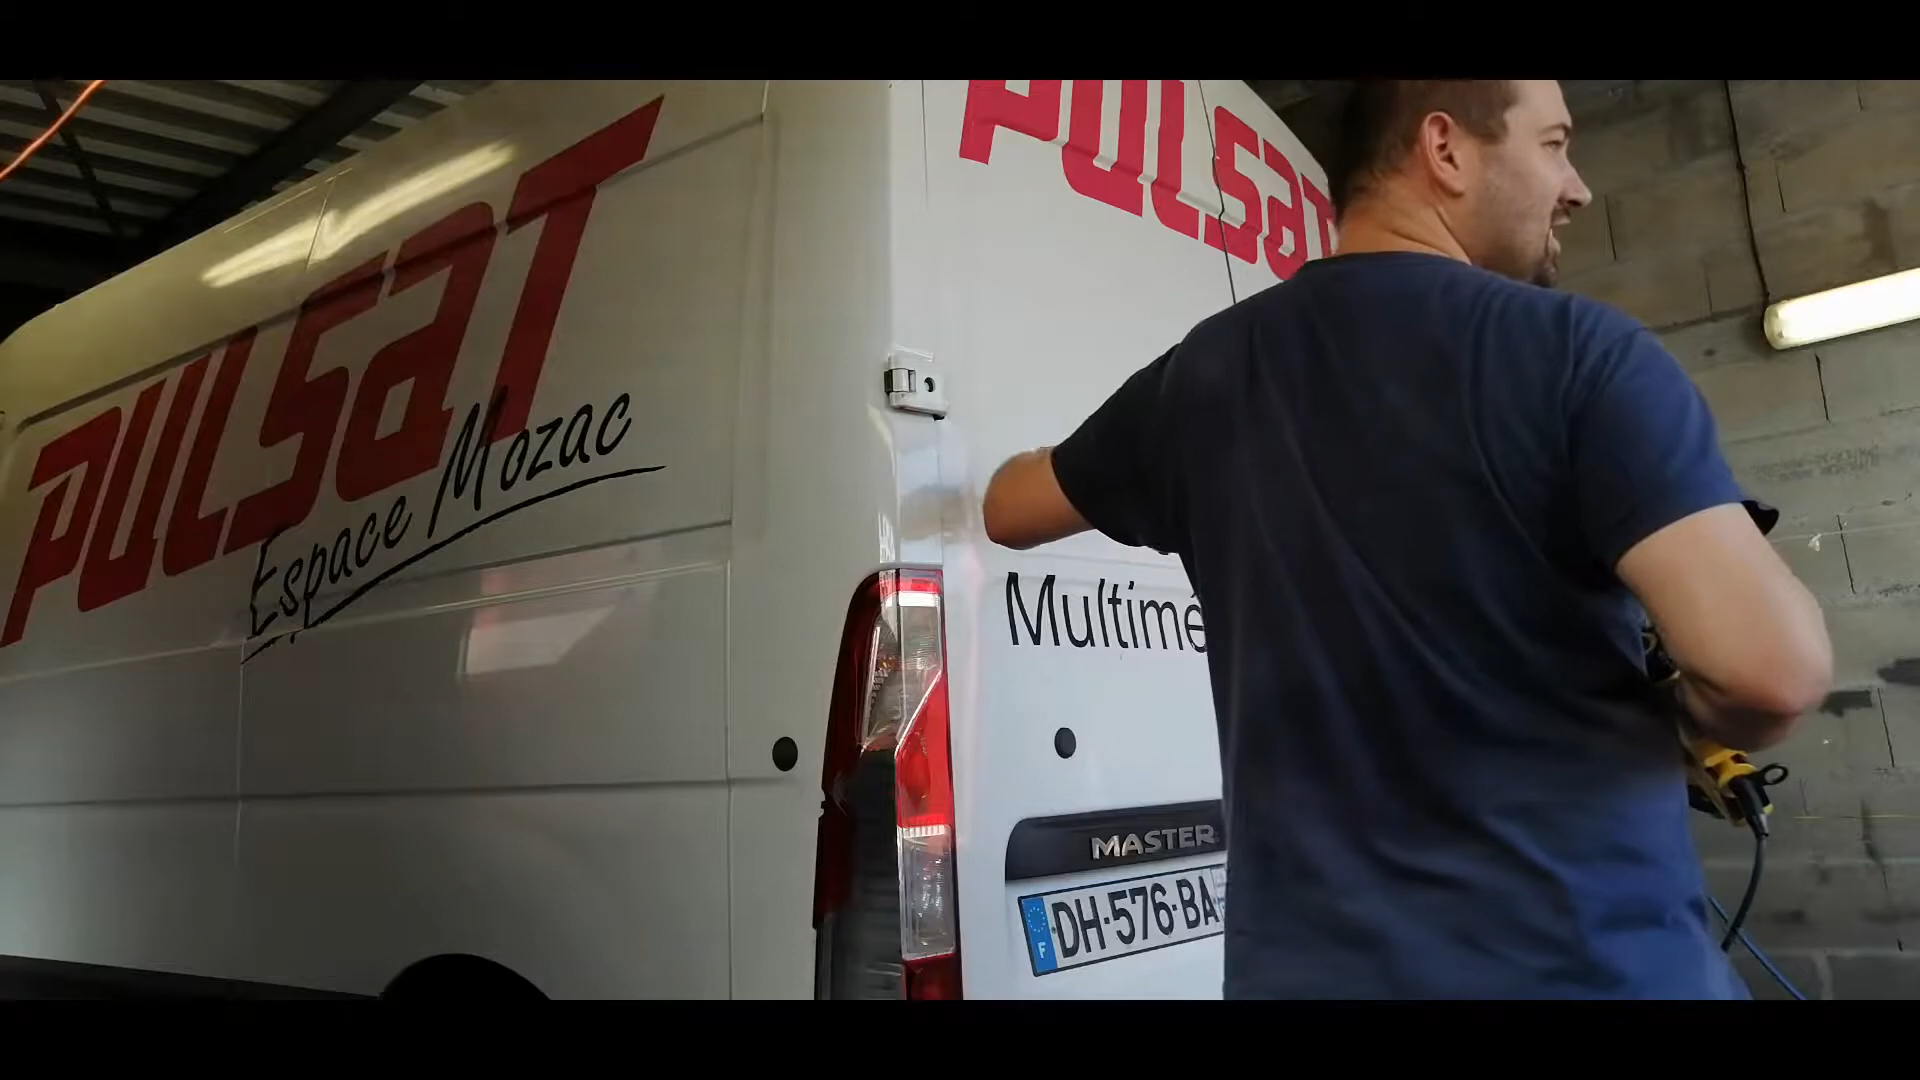 PULSAT
Espace Mozac
PULSAT
Multimé
MASTER
F DH-576-BA